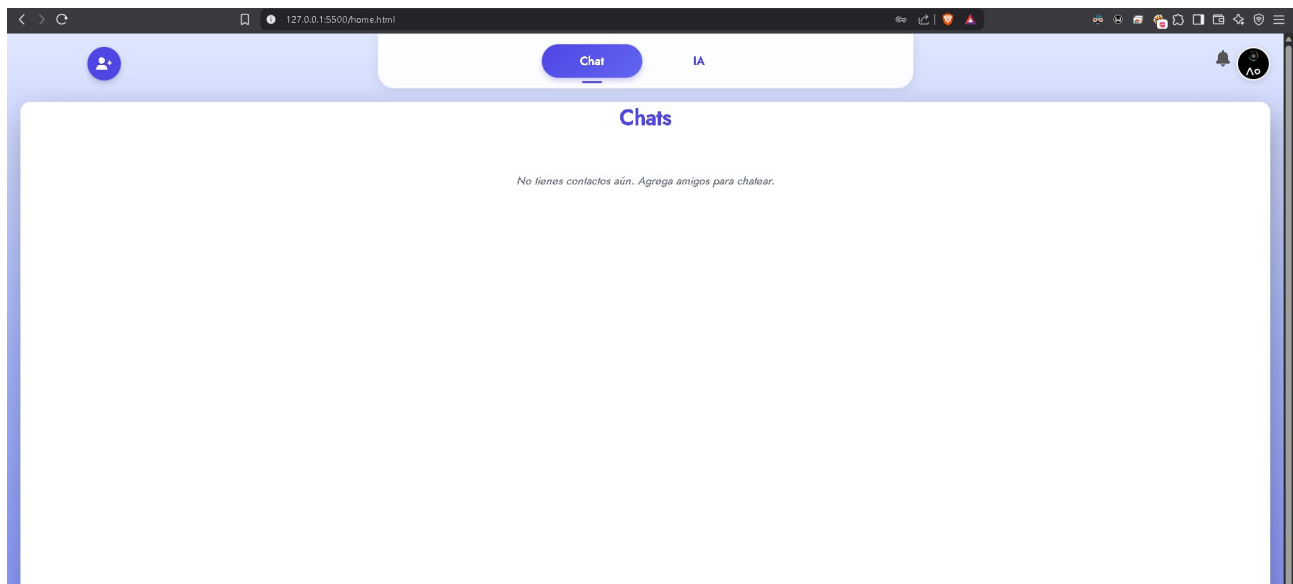 127.0.0.1:5500/home.html
Chat
IA
Chats
No tienes contactos aún. Agrega amigos para chatear.